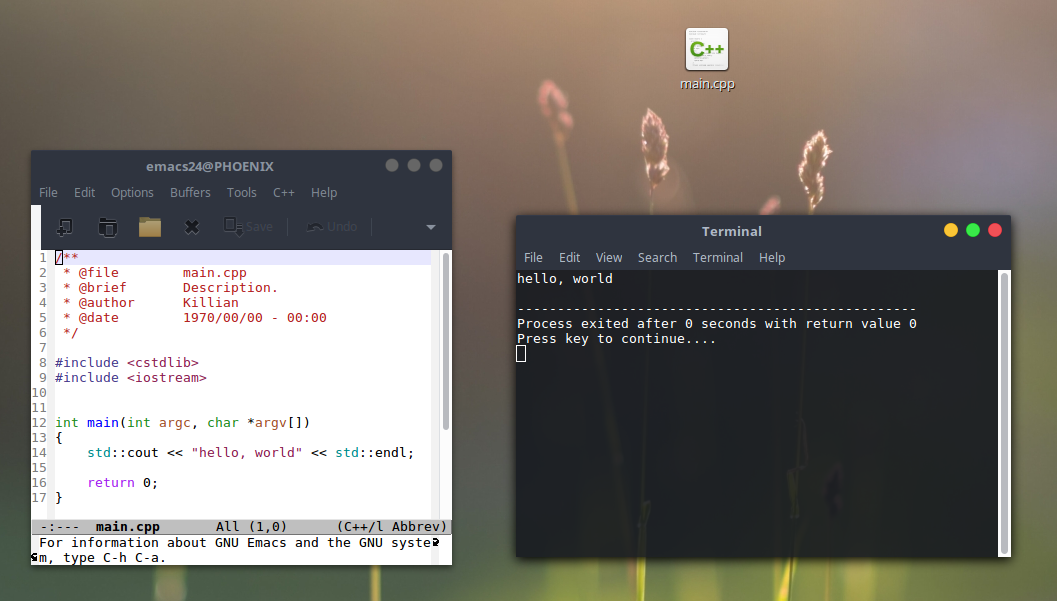 C++
main.cpp
emacs24@PHOENIX
File Edit Options Buffers Tools C++ Help
Save Undo
1 /**
2  * @file        main.cpp
3  * @brief       Description.
4  * @author      Killian
5  * @date        1970/00/00 - 00:00
6  */
7
8 #include <cstdlib>
9 #include <iostream>
10
11
12 int main(int argc, char *argv[])
13 {
14     std::cout << "hello, world" << std::endl;
15
16     return 0;
17 }
-:---  main.cpp       All (1,0)      (C++/l Abbrev)
For information about GNU Emacs and the GNU syste
m, type C-h C-a.
Terminal
File Edit View Search Terminal Help
hello, world
--------------------------------------------------
Process exited after 0 seconds with return value 0
Press key to continue....